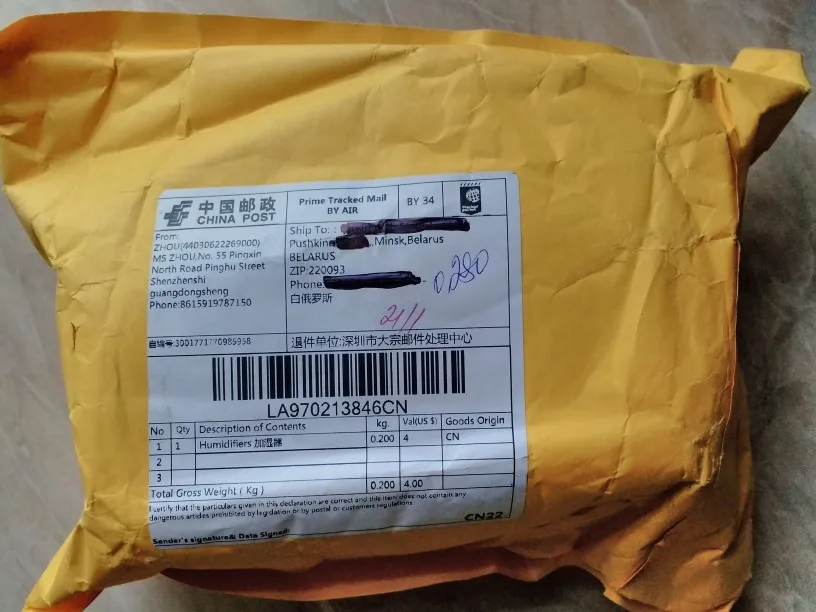 中国邮政
CHINA POST
Prime Tracked Mail
BY AIR
BY 34
From:
ZHOU(44030622269000)
MS ZHOU,No. 55 Pinqxin
North Road Pinghu Street
Shenzhenshi
guangdongsheng
Phone:8615919787150
Ship To: :
Pushkin ,Minsk,Belarus
BELARUS
ZIP:220093
Phone:
白俄罗斯
0,280
21/1
自编号:
退件单位:深圳市大宗邮件处理中心
LA970213846CN
No Qty Description of Contents kg. Val(US $) Goods Origin
1 1 Humidifiers 加湿器 0.200 4 CN
2
3
Total Gross Weight ( Kg ) 0.200 4.00
I certify that the particulars given in this declaration are correct and this item does not contain any
dangerous articles prohibited by legislation or by postal or customers regulations
Sender's signature& Data Signed:
CN22